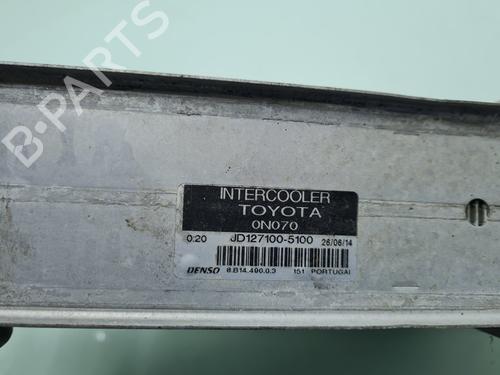 B-PARTS
INTERCOOLER
TOYOTA
0N070
0:20 JD127100-5100 26/06/14
DENSO 8.B14.490.0.3 151 PORTUGAL